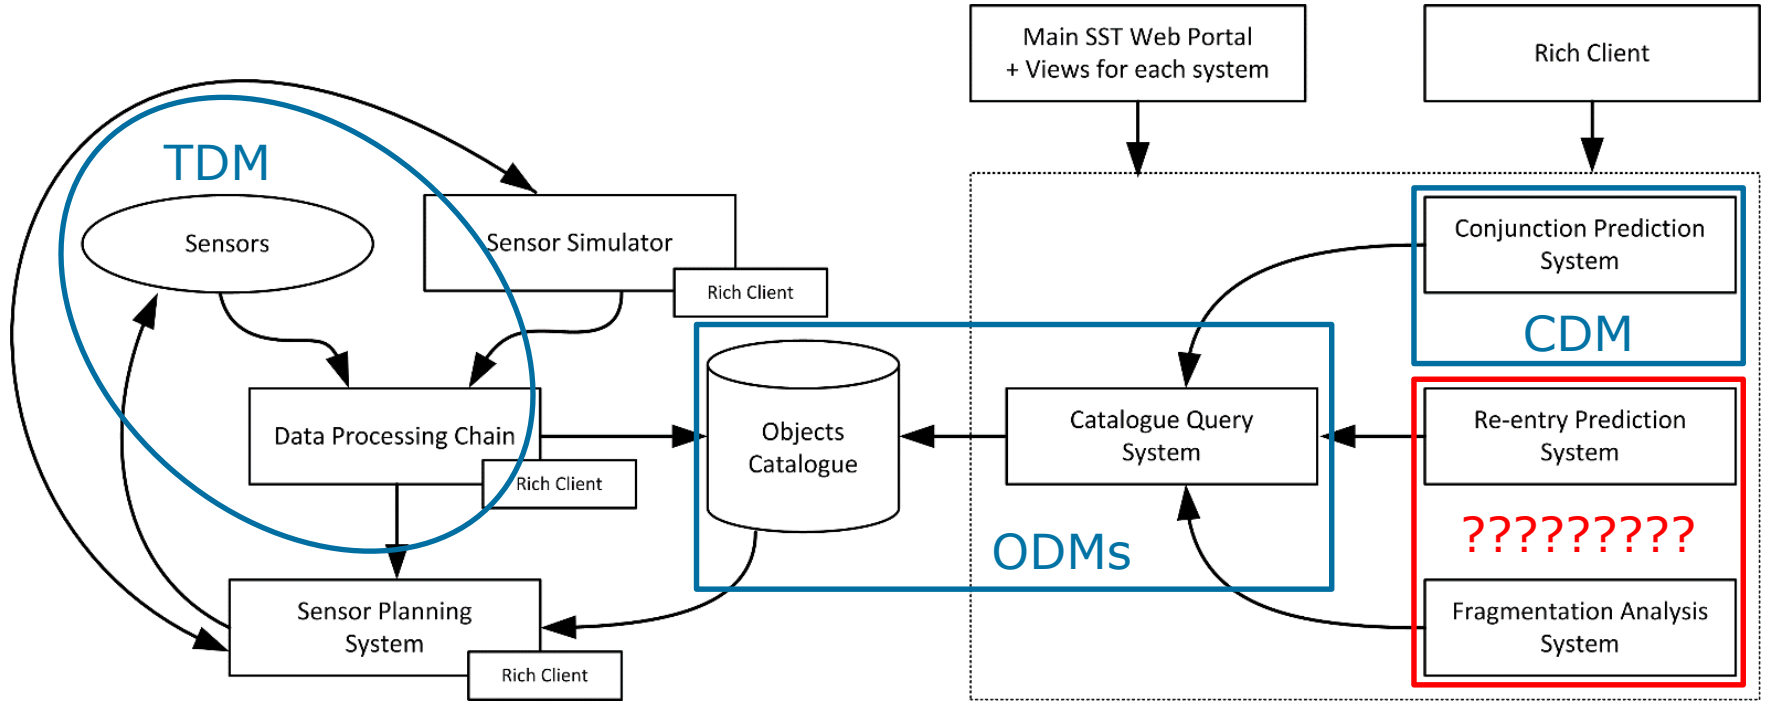 Main SST Web Portal
+ Views for each system
Rich Client
TDM
Sensors
Sensor Simulator
Rich Client
Conjunction Prediction
System
CDM
Data Processing Chain
Rich Client
Objects
Catalogue
Catalogue Query
System
ODMs
Re-entry Prediction
System
?????????
Fragmentation Analysis
System
Sensor Planning
System
Rich Client